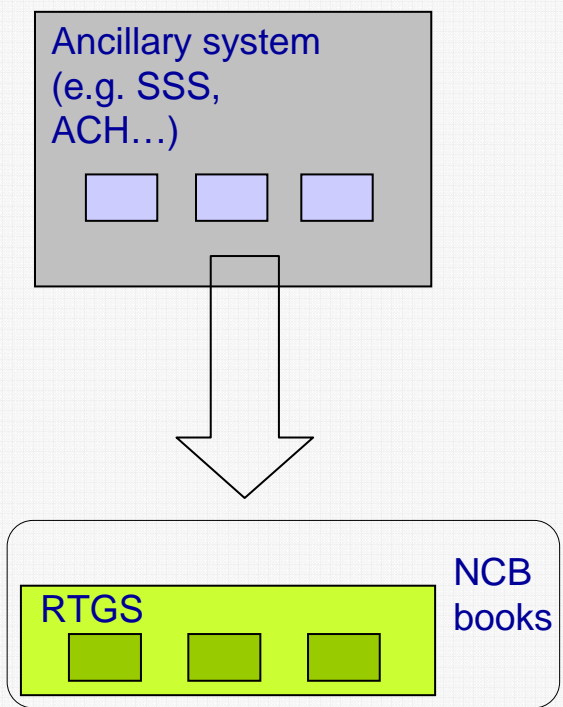 Ancillary system
(e.g. SSS,
ACH…)
NCB
books
RTGS